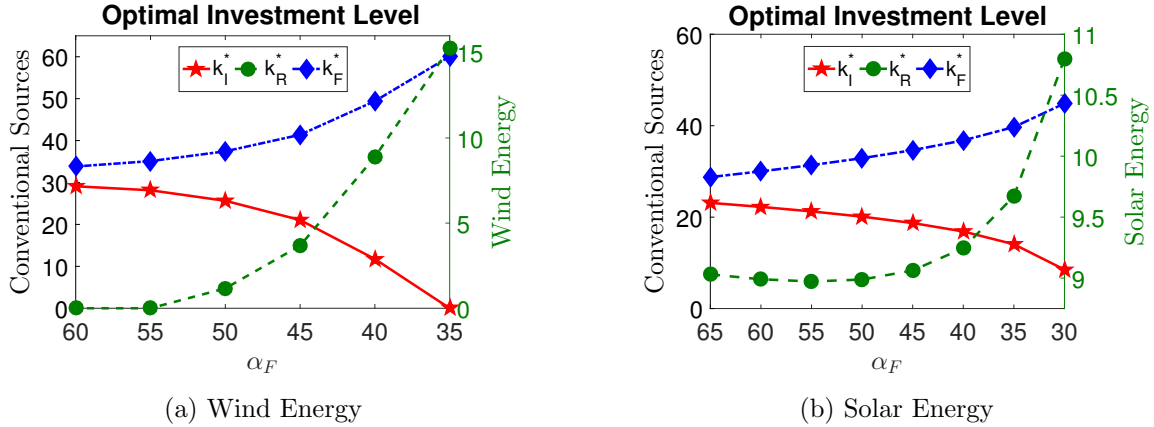 Optimal Investment Level
k*I k*R k*F
Conventional Sources
60
50
40
30
20
10
0
15
10
5
0
Wind Energy
60 55 50 45 40 35
αF
(a) Wind Energy
Optimal Investment Level
k*I k*R k*F
Conventional Sources
60
40
20
0
11
10.5
10
9.5
9
Solar Energy
65 60 55 50 45 40 35 30
αF
(b) Solar Energy